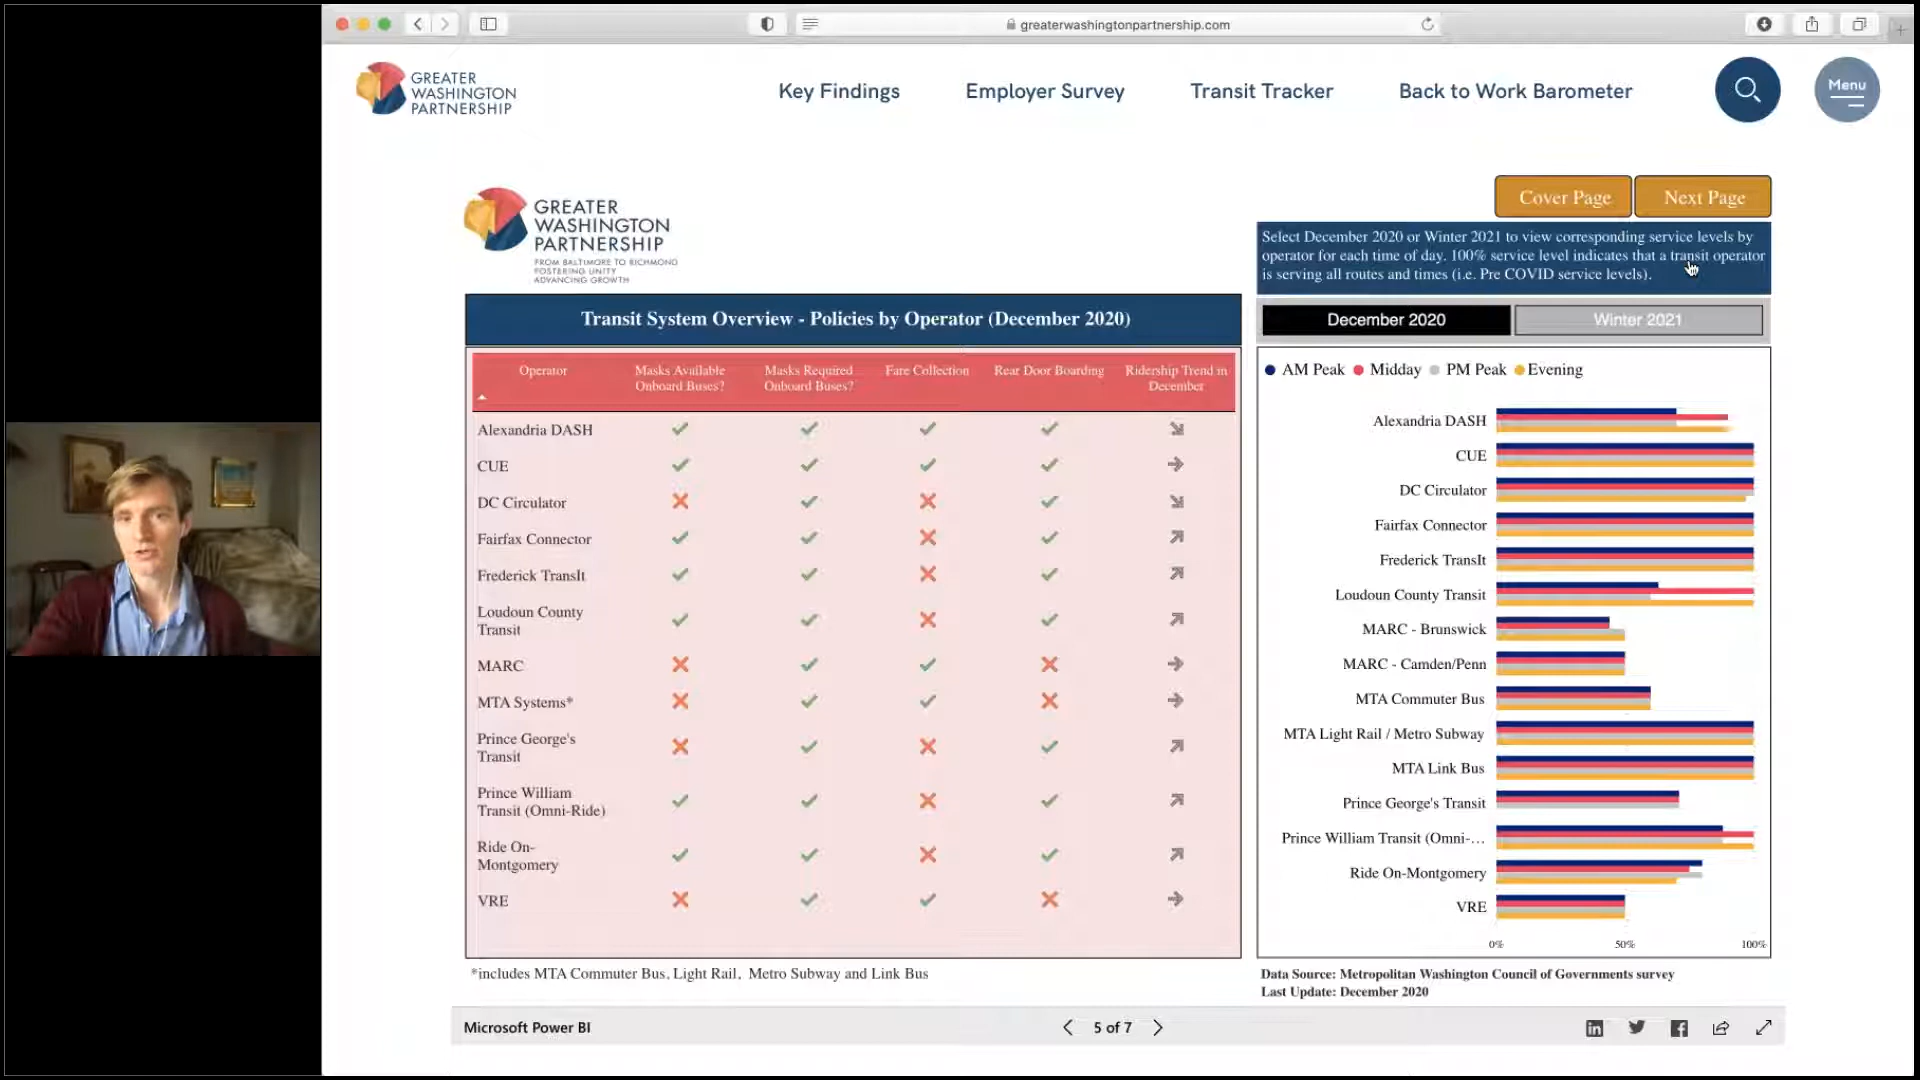 greaterwashingtonpartnership.com
GREATER
WASHINGTON
PARTNERSHIP
Key Findings
Employer Survey
Transit Tracker
Back to Work Barometer
Menu
GREATER
WASHINGTON
PARTNERSHIP
FROM BALTIMORE TO RICHMOND
FOSTERING UNITY
ADVANCING GROWTH
Cover Page
Next Page
Select December 2020 or Winter 2021 to view corresponding service levels by
operator for each time of day. 100% service level indicates that a transit operator
is serving all routes and times (i.e. Pre COVID service levels).
Transit System Overview - Policies by Operator (December 2020)
Operator
Masks Available
Onboard Buses?
Masks Required
Onboard Buses?
Fare Collection
Rear Door Boarding
Ridership Trend in
December
Alexandria DASH
CUE
DC Circulator
Fairfax Connector
Frederick TransIt
Loudoun County
Transit
MARC
MTA Systems*
Prince George's
Transit
Prince William
Transit (Omni-Ride)
Ride On-
Montgomery
VRE
*includes MTA Commuter Bus, Light Rail, Metro Subway and Link Bus
December 2020
Winter 2021
AM Peak
Midday
PM Peak
Evening
Alexandria DASH
CUE
DC Circulator
Fairfax Connector
Frederick TransIt
Loudoun County Transit
MARC - Brunswick
MARC - Camden/Penn
MTA Commuter Bus
MTA Light Rail / Metro Subway
MTA Link Bus
Prince George's Transit
Prince William Transit (Omni-...
Ride On-Montgomery
VRE
0%
50%
100%
Data Source: Metropolitan Washington Council of Governments survey
Last Update: December 2020
Microsoft Power BI
5 of 7